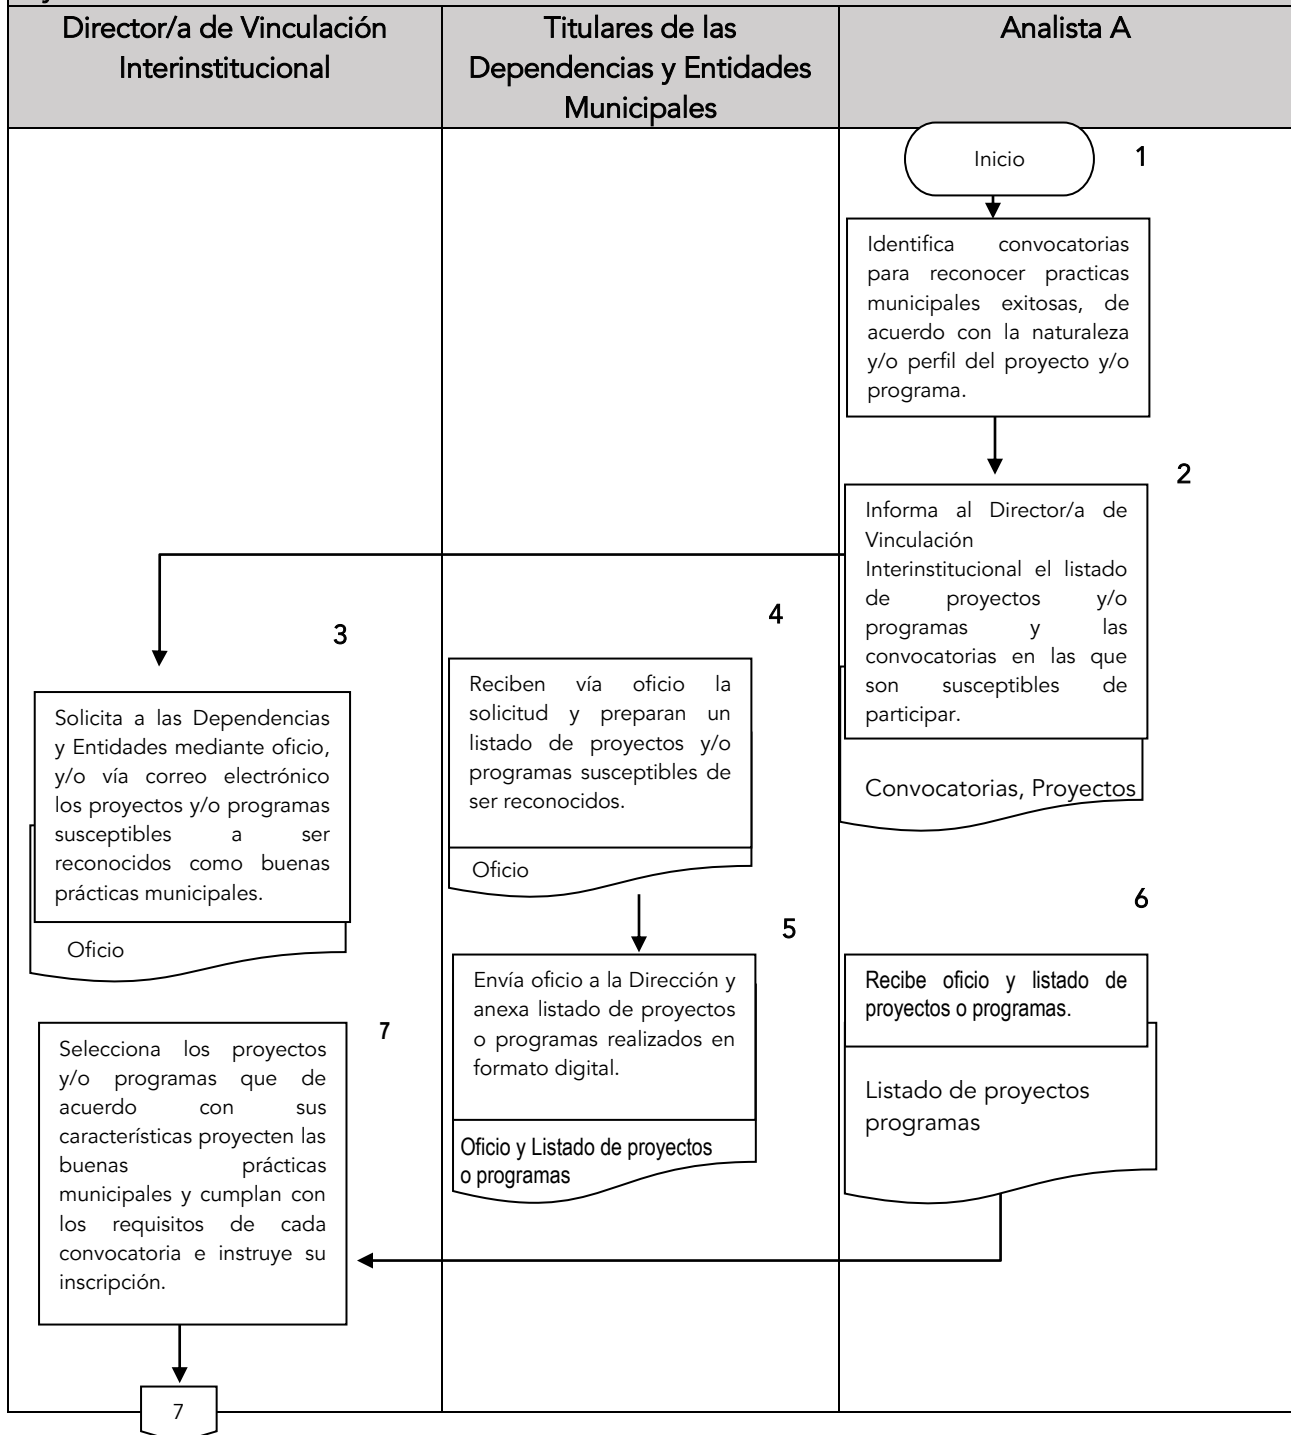 Director/a de Vinculación
Interinstitucional
Titulares de las
Dependencias y Entidades
Municipales
Analista A
Inicio
1
Identifica convocatorias
para reconocer practicas
municipales exitosas, de
acuerdo con la naturaleza
y/o perfil del proyecto y/o
programa.
2
Informa al Director/a de
Vinculación
Interinstitucional el listado
de proyectos y/o
programas y las
convocatorias en las que
son susceptibles de
participar.
Convocatorias, Proyectos
3
Solicita a las Dependencias
y Entidades mediante oficio,
y/o vía correo electrónico
los proyectos y/o programas
susceptibles a ser
reconocidos como buenas
prácticas municipales.
Oficio
4
Reciben vía oficio la
solicitud y preparan un
listado de proyectos y/o
programas susceptibles de
ser reconocidos.
Oficio
5
Envía oficio a la Dirección y
anexa listado de proyectos
o programas realizados en
formato digital.
Oficio y Listado de proyectos
o programas
6
Recibe oficio y listado de
proyectos o programas.
Listado de proyectos
programas
7
Selecciona los proyectos
y/o programas que de
acuerdo con sus
características proyecten las
buenas prácticas
municipales y cumplan con
los requisitos de cada
convocatoria e instruye su
inscripción.
7